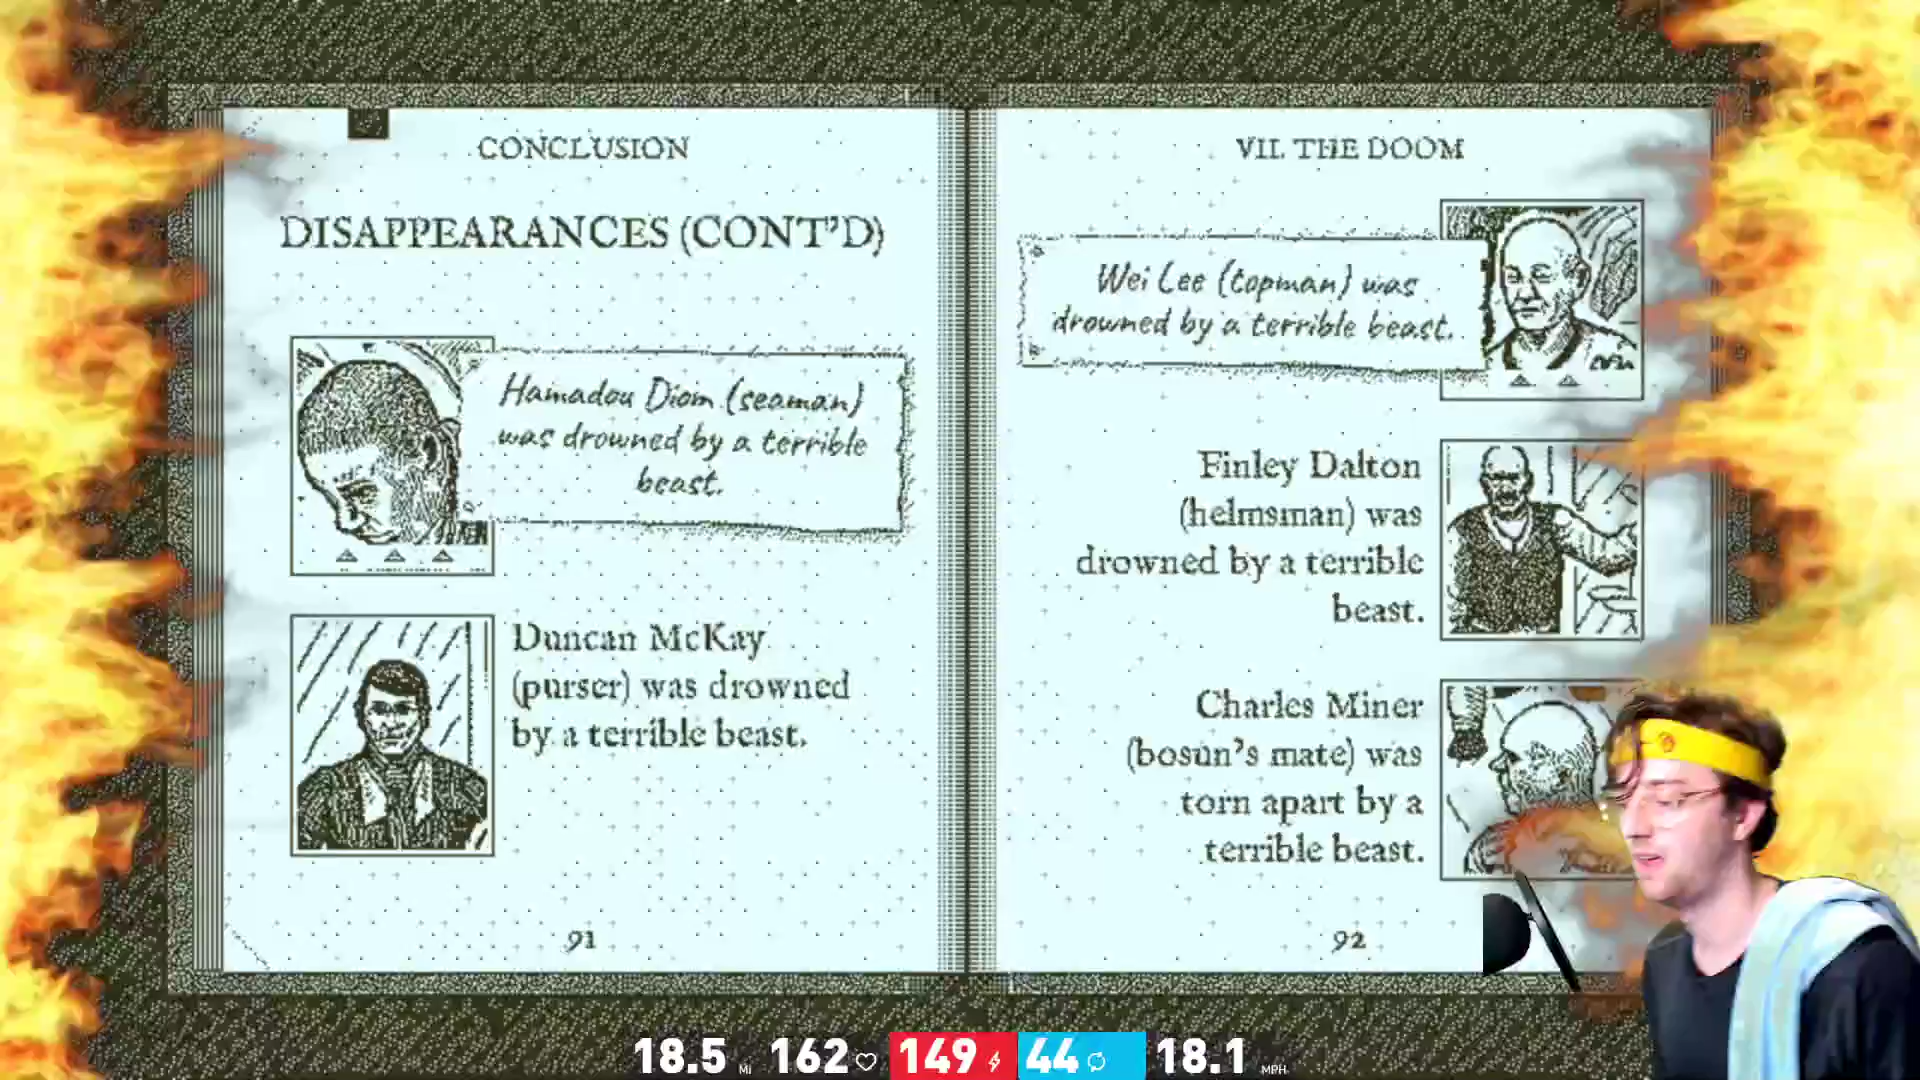 CONCLUSION
DISAPPEARANCES (CONT'D)
Hamadou Diom (seaman)
was drowned by a terrible
beast.
Duncan McKay
(purser) was drowned
by a terrible beast.
91
VII. THE DOOM
Wei Lee (topman) was
drowned by a terrible beast.
Finley Dalton
(helmsman) was
drowned by a terrible
beast.
Charles Miner
(bosun's mate) was
torn apart by a
terrible beast.
92
18.5 MI 162 149 44 18.1 MPH